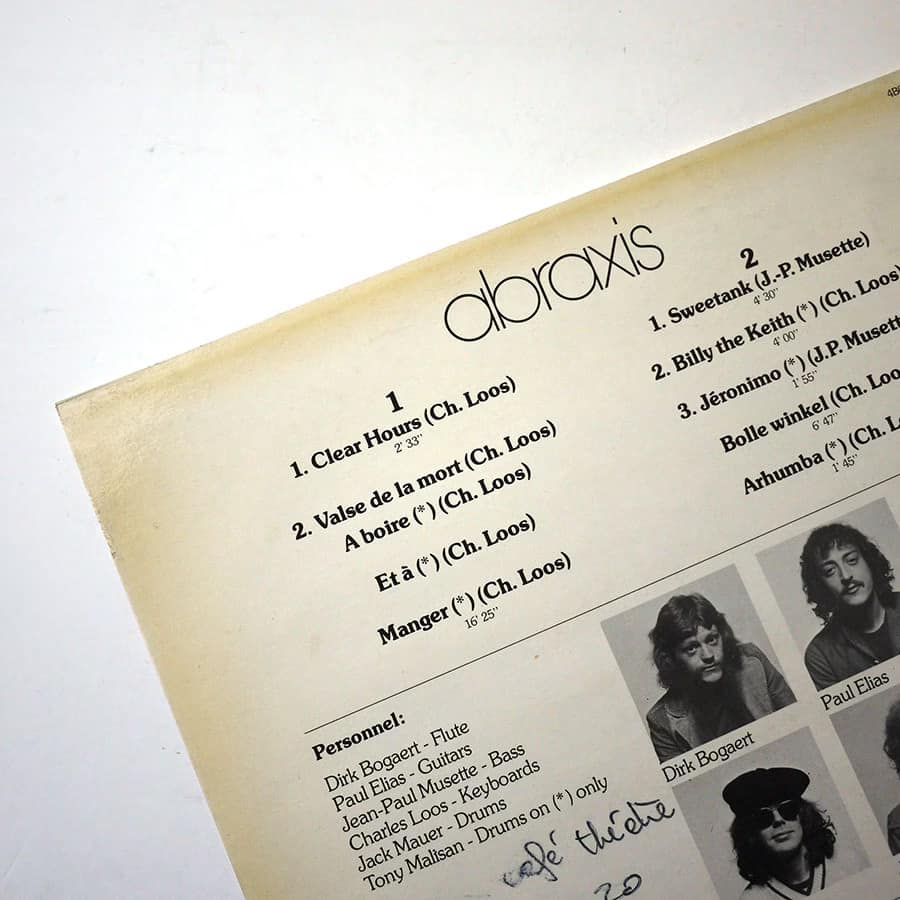 abraxis
1
1. Clear Hours (Ch. Loos)
2' 33"
2. Valse de la mort (Ch. Loos)
A boire (*) (Ch. Loos)
Et à (*) (Ch. Loos)
Manger (*) (Ch. Loos)
16' 25"
2
1. Sweetank (J.-P. Musette)
4' 30"
2. Billy the Keith (*) (Ch. Loos)
4' 00"
3. Jéronimo (*) (J.P. Musett
1' 55"
Bolle winkel (Ch. Loo
6' 47"
Arhumba (*) (Ch. L
1' 45"
Personnel:
Dirk Bogaert - Flute
Paul Elias - Guitars
Jean-Paul Musette - Bass
Charles Loos - Keyboards
Jack Mauer - Drums
Tony Malisan - Drums on (*) only
Dirk Bogaert
Paul Elias
café
20